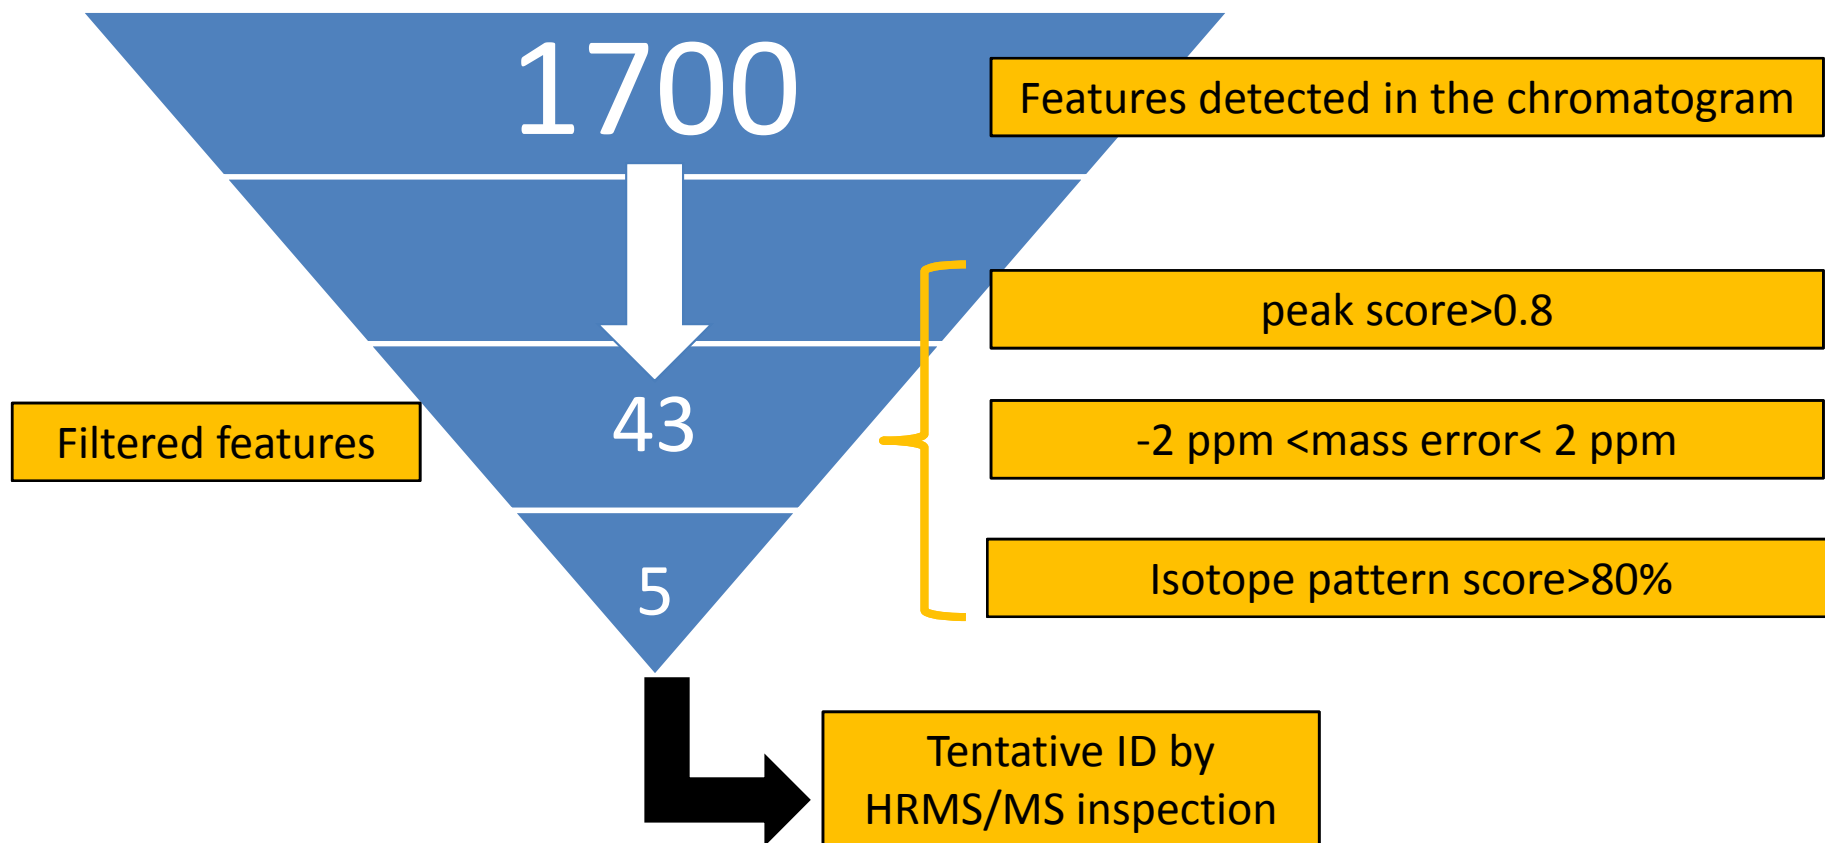 1700
Features detected in the chromatogram
peak score>0.8
43
Filtered features
-2 ppm <mass error< 2 ppm
Isotope pattern score>80%
5
Tentative ID by
HRMS/MS inspection